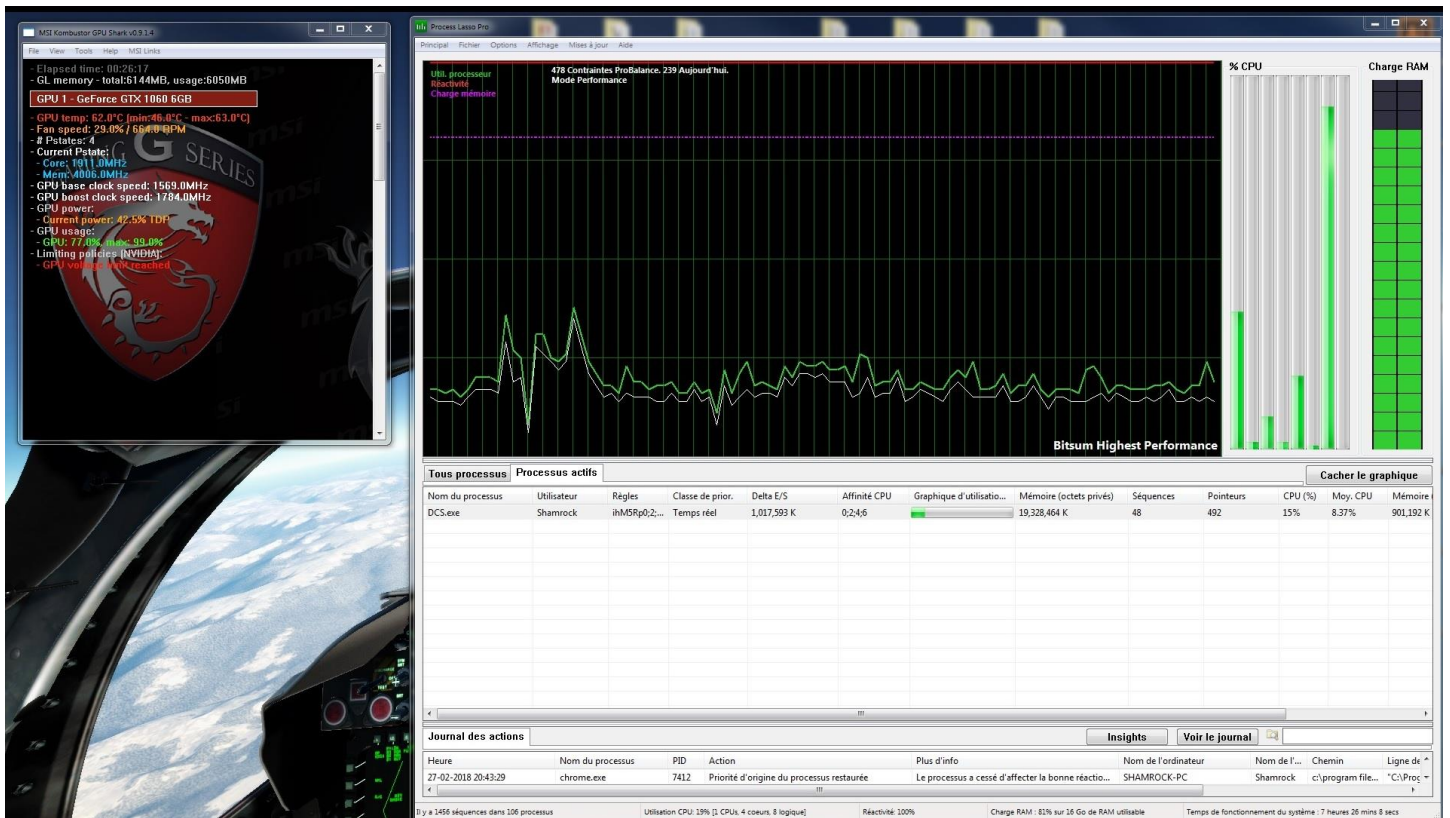 MSI Kombustor GPU Shark v0.9.1.4
File View Tools Help MSI Links
- Elapsed time: 00:26:17
- GL memory - total:6144MB, usage:6050MB
GPU 1 - GeForce GTX 1060 6GB
- GPU temp: 62.0°C (min:46.0°C - max:63.0°C)
- Fan speed: 29.0% / 664.0 RPM
- # Pstates: 4
- Current Pstate:
- Core: 1911.0MHz
- Mem: 4006.0MHz
- GPU base clock speed: 1569.0MHz
- GPU boost clock speed: 1784.0MHz
- GPU power:
- Current power: 42.5% TDP
- GPU usage:
- GPU: 77.0%, max: 99.0%
- Limiting policies (NVIDIA):
- GPU voltage max reached
G SERIES
msi
Process Lasso Pro
Principal Fichier Options Affichage Mises à jour Aide
Util. processeur
Réactivité
Charge mémoire
478 Contraintes ProBalance. 239 Aujourd'hui.
Mode Performance
% CPU
Charge RAM
Bitsum Highest Performance
Tous processus Processus actifs
Cacher le graphique
Nom du processus Utilisateur Règles Classe de prior. Delta E/S Affinité CPU Graphique d'utilisatio... Mémoire (octets privés) Séquences Pointeurs CPU (%) Moy. CPU Mémoire
DCS.exe Shamrock ihM5Rp0;2;... Temps réel 1,017,593 K 0;2;4;6 19,328,464 K 48 492 15% 8.37% 901,192 K
Journal des actions
Insights Voir le journal
Heure Nom du processus PID Action Plus d'info Nom de l'ordinateur Nom de l'... Chemin Ligne de
27-02-2018 20:43:29 chrome.exe 7412 Priorité d'origine du processus restaurée Le processus a cessé d'affecter la bonne réactio... SHAMROCK-PC Shamrock c:\program file... "C:\Prog
Il y a 1456 séquences dans 106 processus Utilisation CPU: 19% [1 CPUs, 4 coeurs, 8 logique] Réactivité: 100% Charge RAM : 81% sur 16 Go de RAM utilisable Temps de fonctionnement du système : 7 heures 26 mins 8 secs